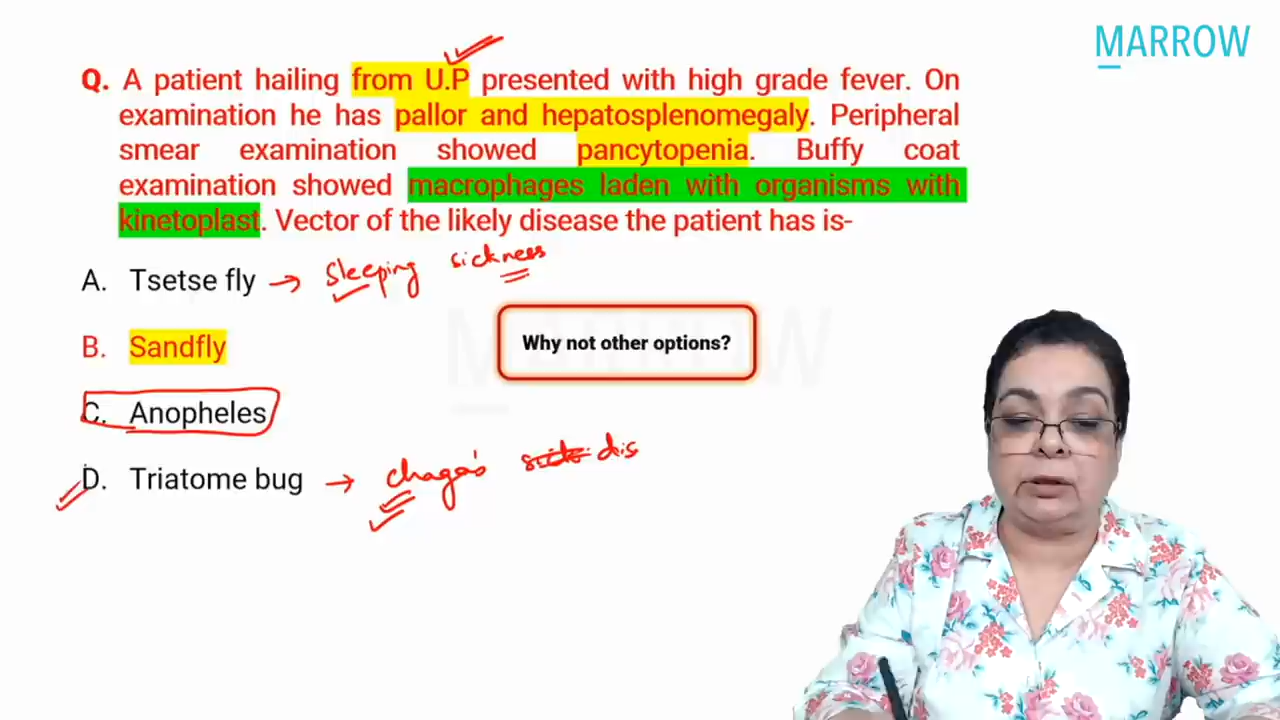 MARROW
Q. A patient hailing from U.P presented with high grade fever. On
examination he has pallor and hepatosplenomegaly. Peripheral
smear examination showed pancytopenia. Buffy coat
examination showed macrophages laden with organisms with
kinetoplast. Vector of the likely disease the patient has is-
A. Tsetse fly → Sleeping sickness
B. Sandfly
Why not other options?
C. Anopheles
D. Triatome bug → chaga's dis
MARROW